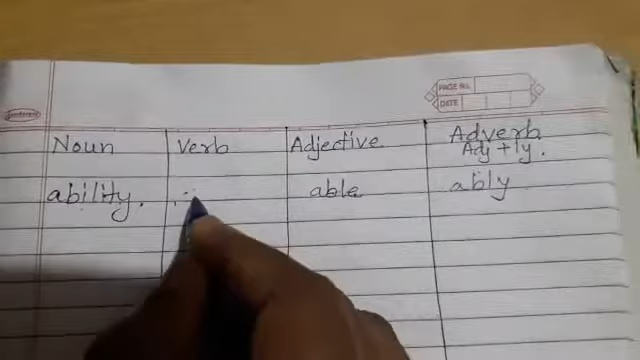 PAGE No.
DATE
Noun Verb Adjective Adverb
Adj + ly.
ability. able ably